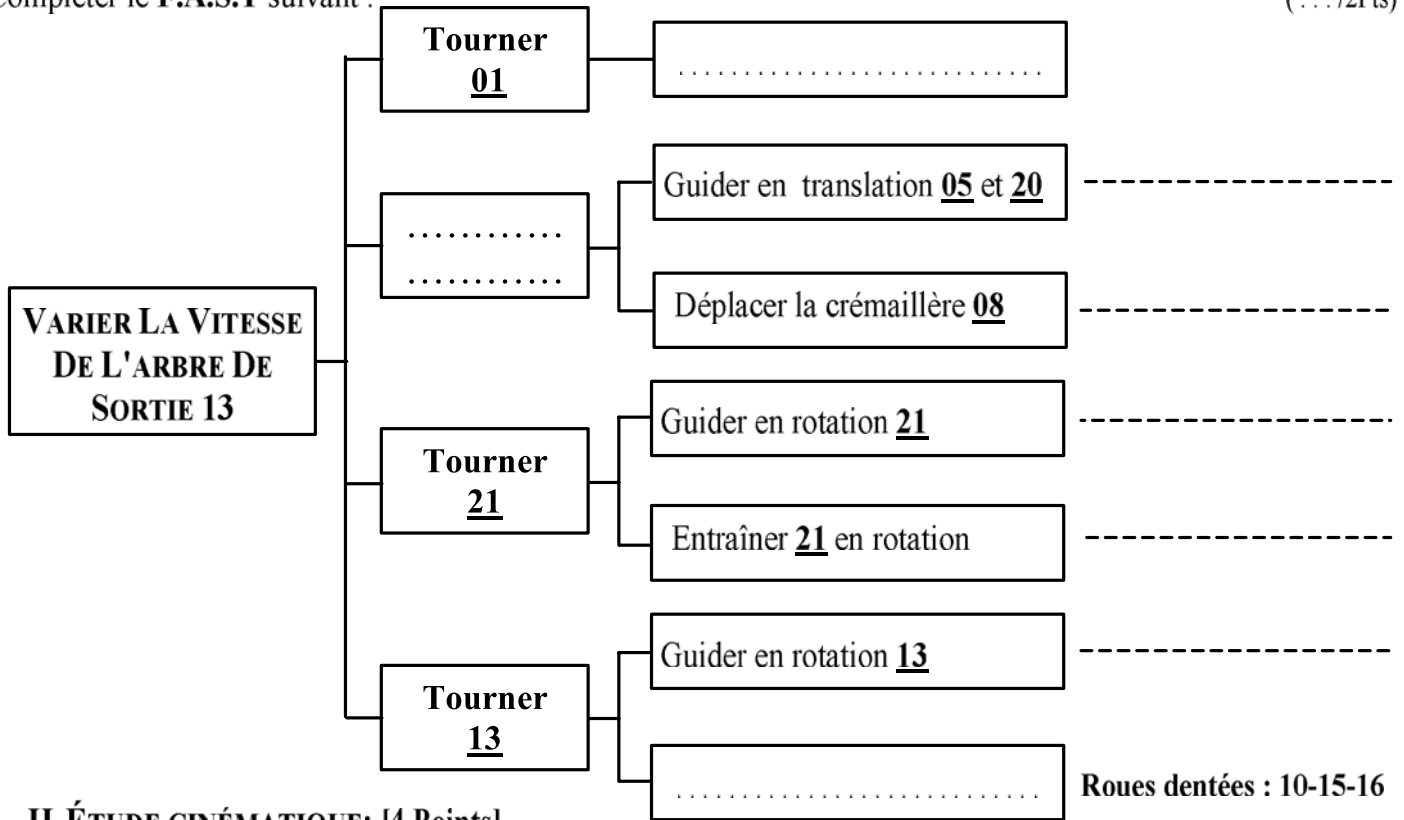 Compléter le F.A.S.T suivant :
( . . . /2Pts)
Tourner
01
. . . . . . . . . . . . . . . . . . . . . . . . . . . .
Guider en translation 05 et 20
............
............
Déplacer la crémaillère 08
VARIER LA VITESSE
DE L'ARBRE DE
SORTIE 13
Guider en rotation 21
Tourner
21
Entraîner 21 en rotation
Guider en rotation 13
Tourner
13
. . . . . . . . . . . . . . . . . . . . . . . . . . . .
Roues dentées : 10-15-16
II-ÉTUDE CINÉMATIQUE: [4 Points]